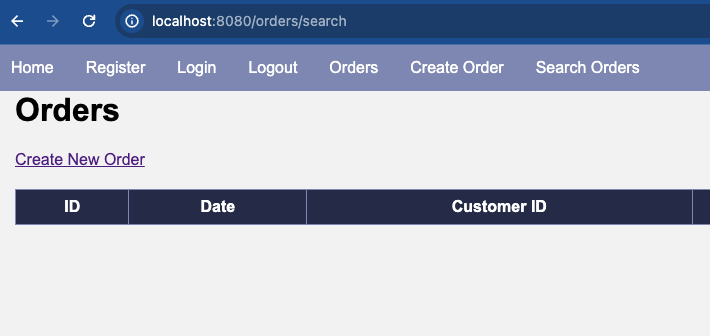 localhost:8080/orders/search
Home Register Login Logout Orders Create Order Search Orders
Orders
Create New Order
ID Date Customer ID